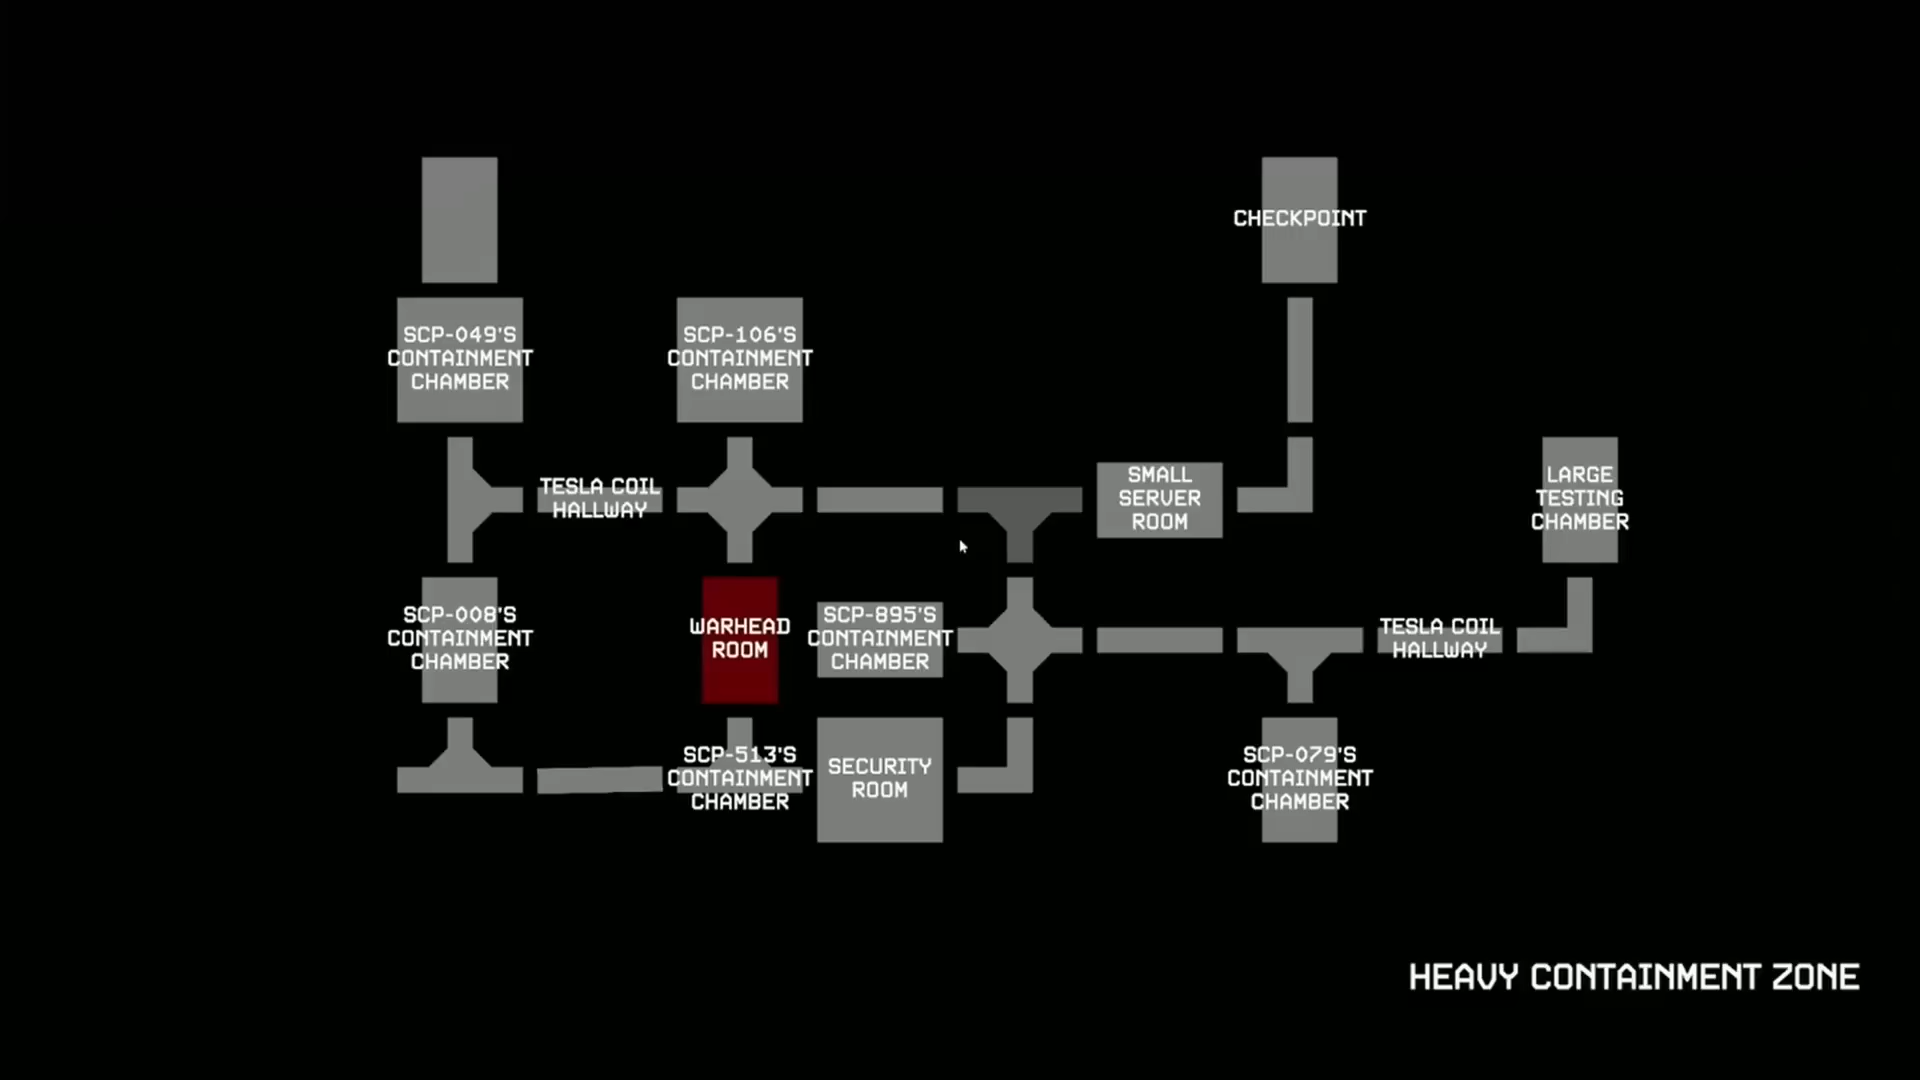 CHECKPOINT
SCP-049'S
CONTAINMENT
CHAMBER
SCP-106'S
CONTAINMENT
CHAMBER
TESLA COIL
HALLWAY
SMALL
SERVER
ROOM
LARGE
TESTING
CHAMBER
SCP-008'S
CONTAINMENT
CHAMBER
WARHEAD
ROOM
SCP-895'S
CONTAINMENT
CHAMBER
TESLA COIL
HALLWAY
SCP-513'S
CONTAINMENT
CHAMBER
SECURITY
ROOM
SCP-079'S
CONTAINMENT
CHAMBER
HEAVY CONTAINMENT ZONE